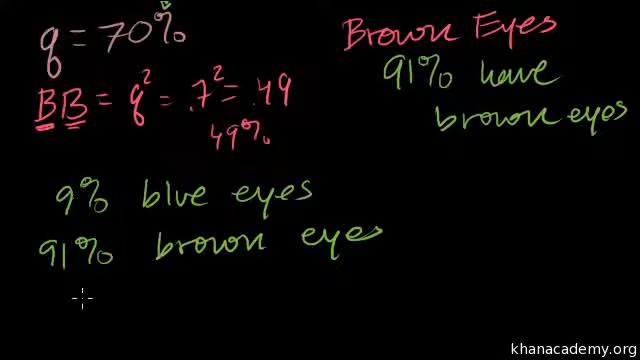 q = 70%
BB = q² = .7² = .49
49%
9% blue eyes
91% brown eyes
Brown Eyes
91% have
brown eyes
khanacademy.org